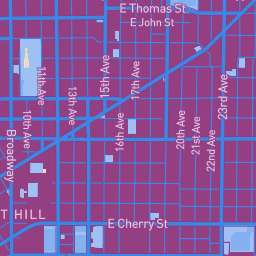 E Thomas St
E John St
15th Ave
17th Ave
11th Ave
13th Ave
10th Ave
23rd Ave
20th Ave
21st Ave
16th Ave
22nd Ave
Broadway
T HILL
E Cherry St